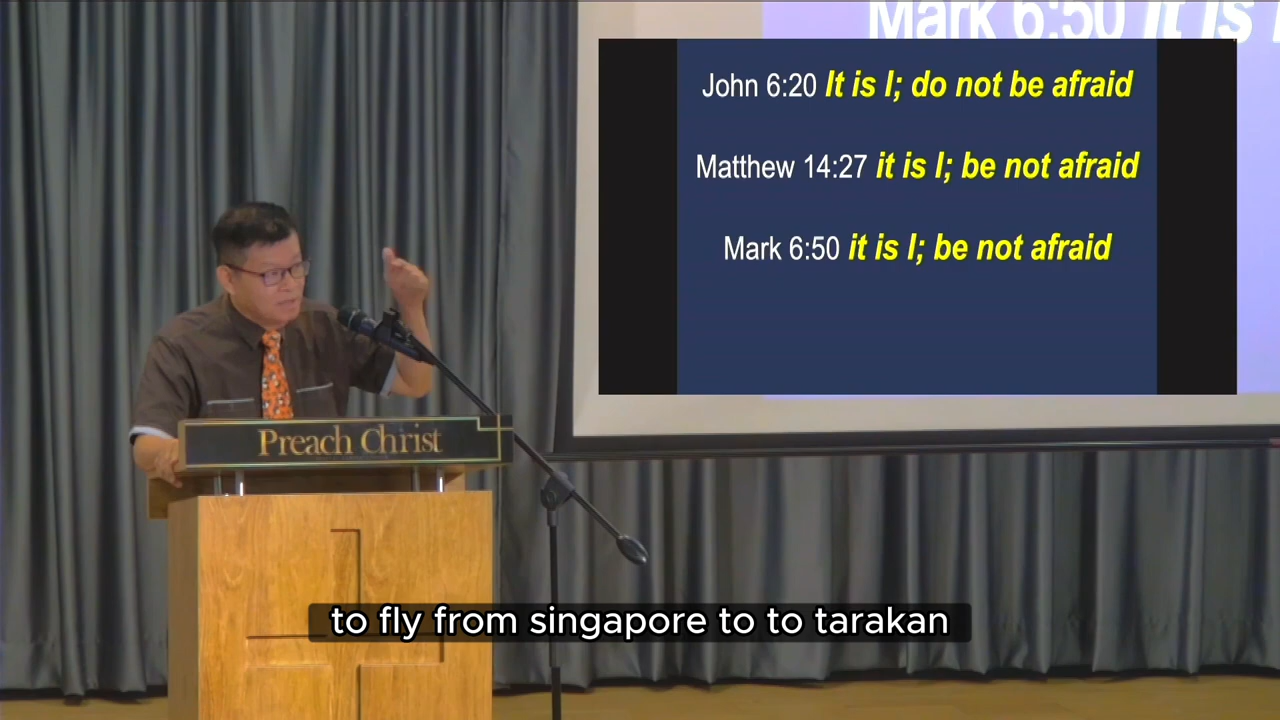 Mark 6:50 it is I
John 6:20 It is I; do not be afraid
Matthew 14:27 it is I; be not afraid
Mark 6:50 it is I; be not afraid
Preach Christ
to fly from singapore to to tarakan